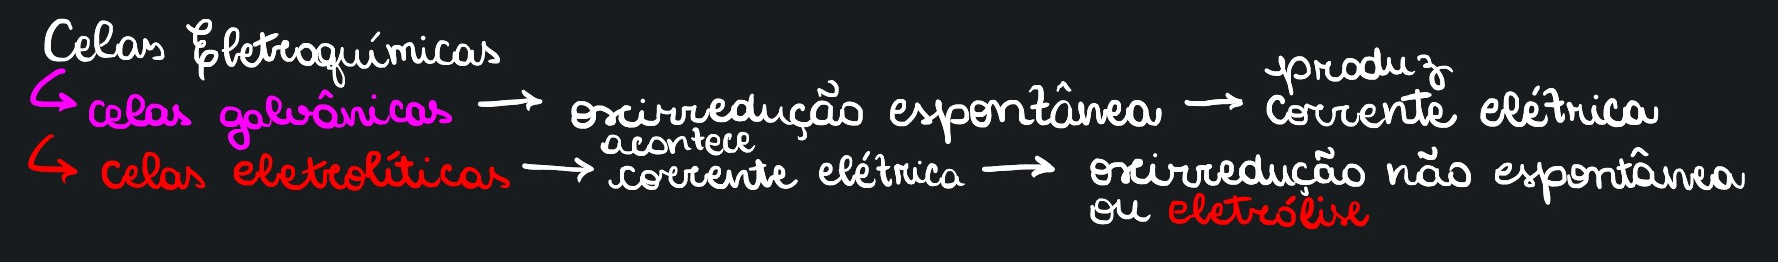 Celas Eletroquímicas
↳ celas galvânicas → oxirredução espontânea → produz corrente elétrica
↳ celas eletrolíticas → acontece corrente elétrica → oxirredução não espontânea
ou eletrólise